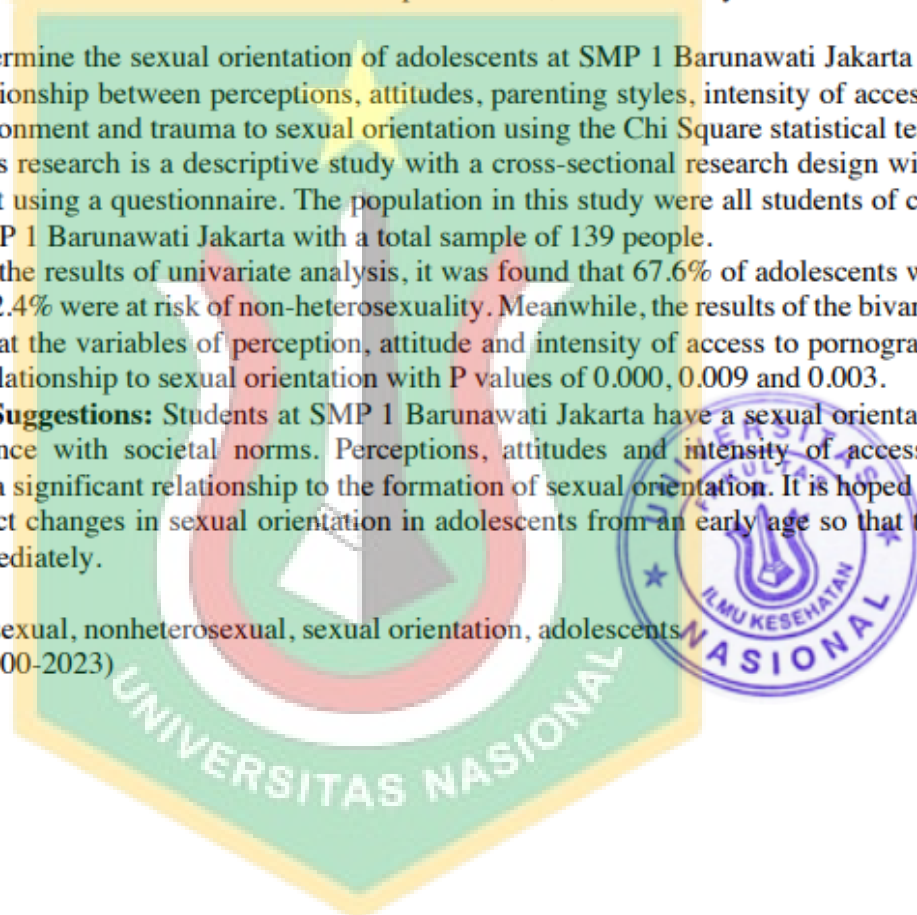 ermine the sexual orientation of adolescents at SMP 1 Barunawati Jakarta
ionship between perceptions, attitudes, parenting styles, intensity of acces
onment and trauma to sexual orientation using the Chi Square statistical te
s research is a descriptive study with a cross-sectional research design wi
t using a questionnaire. The population in this study were all students of c
P 1 Barunawati Jakarta with a total sample of 139 people.
the results of univariate analysis, it was found that 67.6% of adolescents w
2.4% were at risk of non-heterosexuality. Meanwhile, the results of the bivar
at the variables of perception, attitude and intensity of access to pornogra
lationship to sexual orientation with P values of 0.000, 0.009 and 0.003.
Suggestions: Students at SMP 1 Barunawati Jakarta have a sexual orienta
nce with societal norms. Perceptions, attitudes and intensity of access
a significant relationship to the formation of sexual orientation. It is hoped
ct changes in sexual orientation in adolescents from an early age so that t
ediately.
sexual, nonheterosexual, sexual orientation, adolescents
00-2023)
UNIVERSITAS NASIONAL
UNIVERSITAS
FAKULTAS
ILMU KESEHATAN
NASIONAL